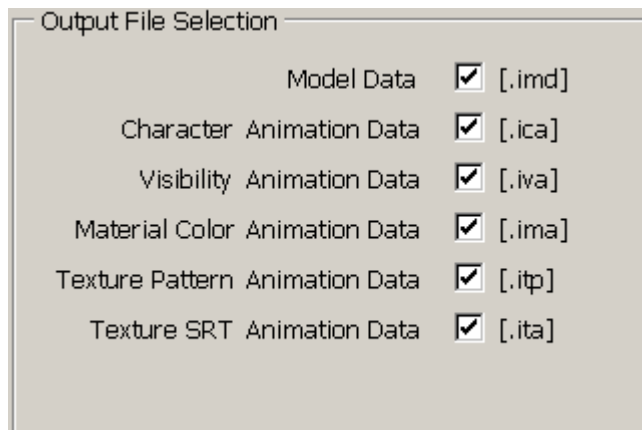 Output File Selection
Model Data [.imd]
Character Animation Data [.ica]
Visibility Animation Data [.iva]
Material Color Animation Data [.ima]
Texture Pattern Animation Data [.itp]
Texture SRT Animation Data [.ita]